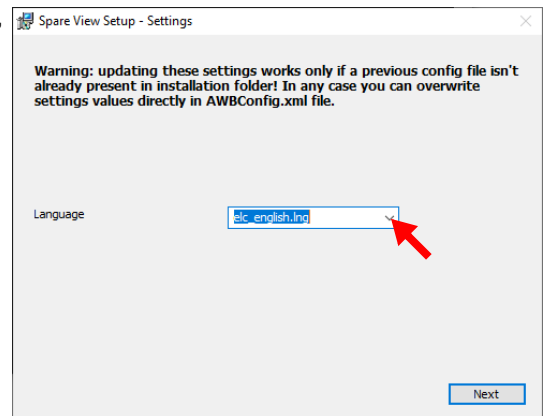 Spare View Setup - Settings
Warning: updating these settings works only if a previous config file isn't
already present in installation folder! In any case you can overwrite
settings values directly in AWBConfig.xml file.
Language
elc_english.lng
Next